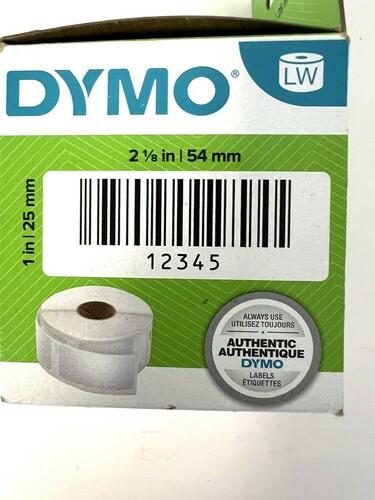 DYMO®
LW
2 ⅛ in | 54 mm
1 in | 25 mm
12345
ALWAYS USE
UTILISEZ TOUJOURS
AUTHENTIC
AUTHENTIQUE
DYMO
LABELS
ÉTIQUETTES